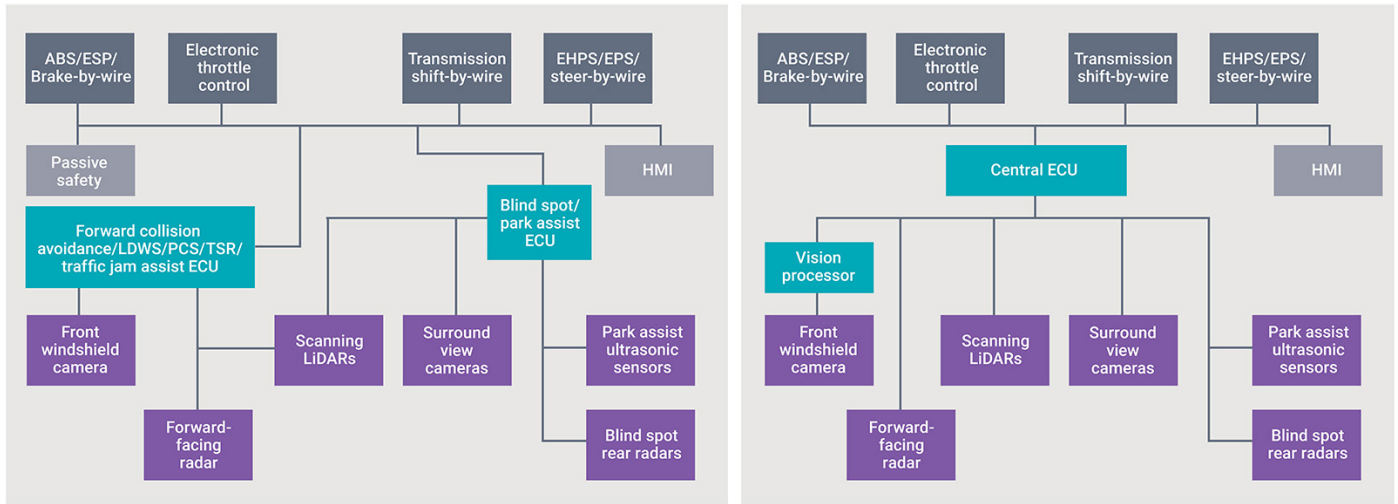 ABS/ESP/
Brake-by-wire
Electronic
throttle
control
Transmission
shift-by-wire
EHPS/EPS/
steer-by-wire
Passive
safety
HMI
Forward collision
avoidance/LDWS/PCS/TSR/
traffic jam assist ECU
Blind spot/
park assist
ECU
Front
windshield
camera
Scanning
LiDARs
Surround
view
cameras
Park assist
ultrasonic
sensors
Forward-
facing
radar
Blind spot
rear radars
ABS/ESP/
Brake-by-wire
Electronic
throttle
control
Transmission
shift-by-wire
EHPS/EPS/
steer-by-wire
Central ECU
HMI
Vision
processor
Front
windshield
camera
Scanning
LiDARs
Surround
view
cameras
Park assist
ultrasonic
sensors
Forward-
facing
radar
Blind spot
rear radars